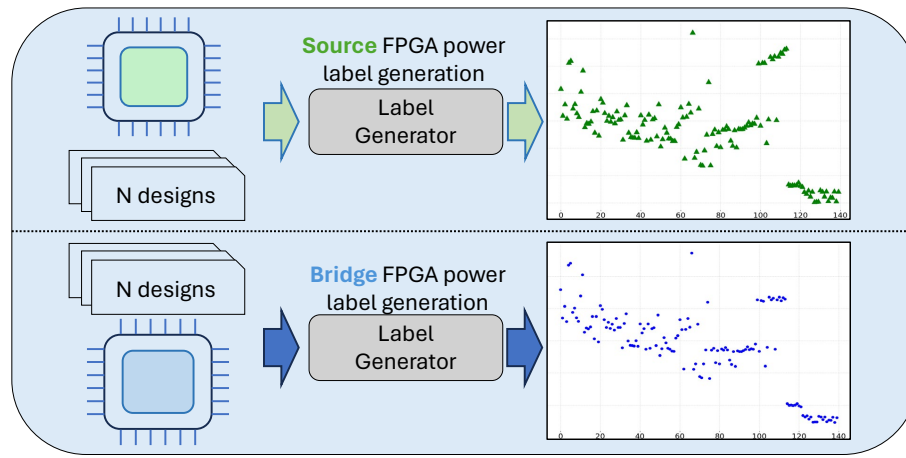 Source FPGA power
label generation
Label
Generator
N designs
0 20 40 60 80 100 120 140
N designs
Bridge FPGA power
label generation
Label
Generator
0 20 40 60 80 100 120 140